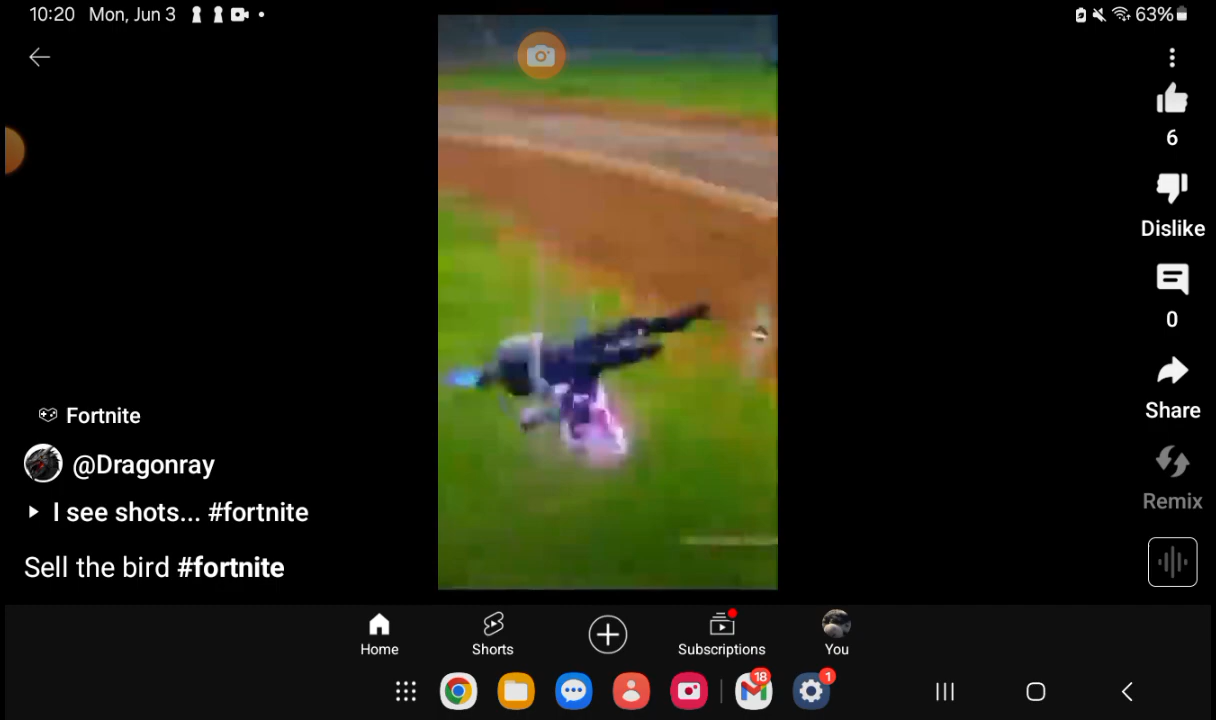 10:20 Mon, Jun 3
63%
6
Dislike
0
Share
Remix
Fortnite
@Dragonray
I see shots... #fortnite
Sell the bird #fortnite
Home
Shorts
Subscriptions
You
18
1